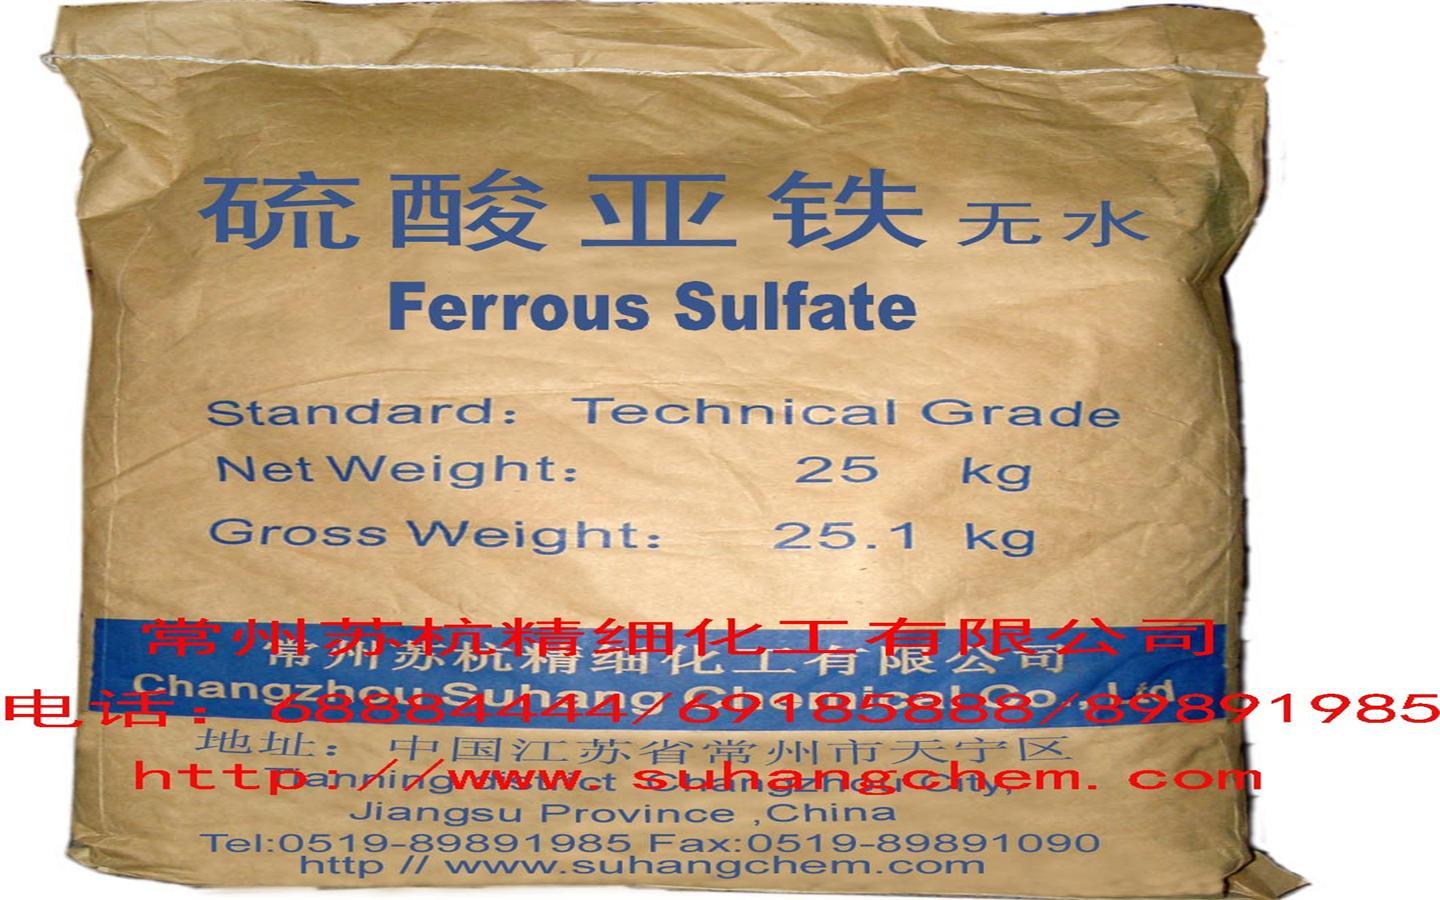 硫酸亚铁 无水
Ferrous Sulfate
Standard： Technical Grade
Net Weight： 25 kg
Gross Weight： 25.1 kg
常州苏杭精细化工有限公司
常州苏杭精细化工有限公司
Changzhou Suhang Chemical Co., Ltd
电话：68884444/69185888/89891985
地址：中国江苏省常州市天宁区
http://www.suhangchem.com
Tianning district Changzhou City,
Jiangsu Province ,China
Tel:0519-89891985 Fax:0519-89891090
http // www.suhangchem.com